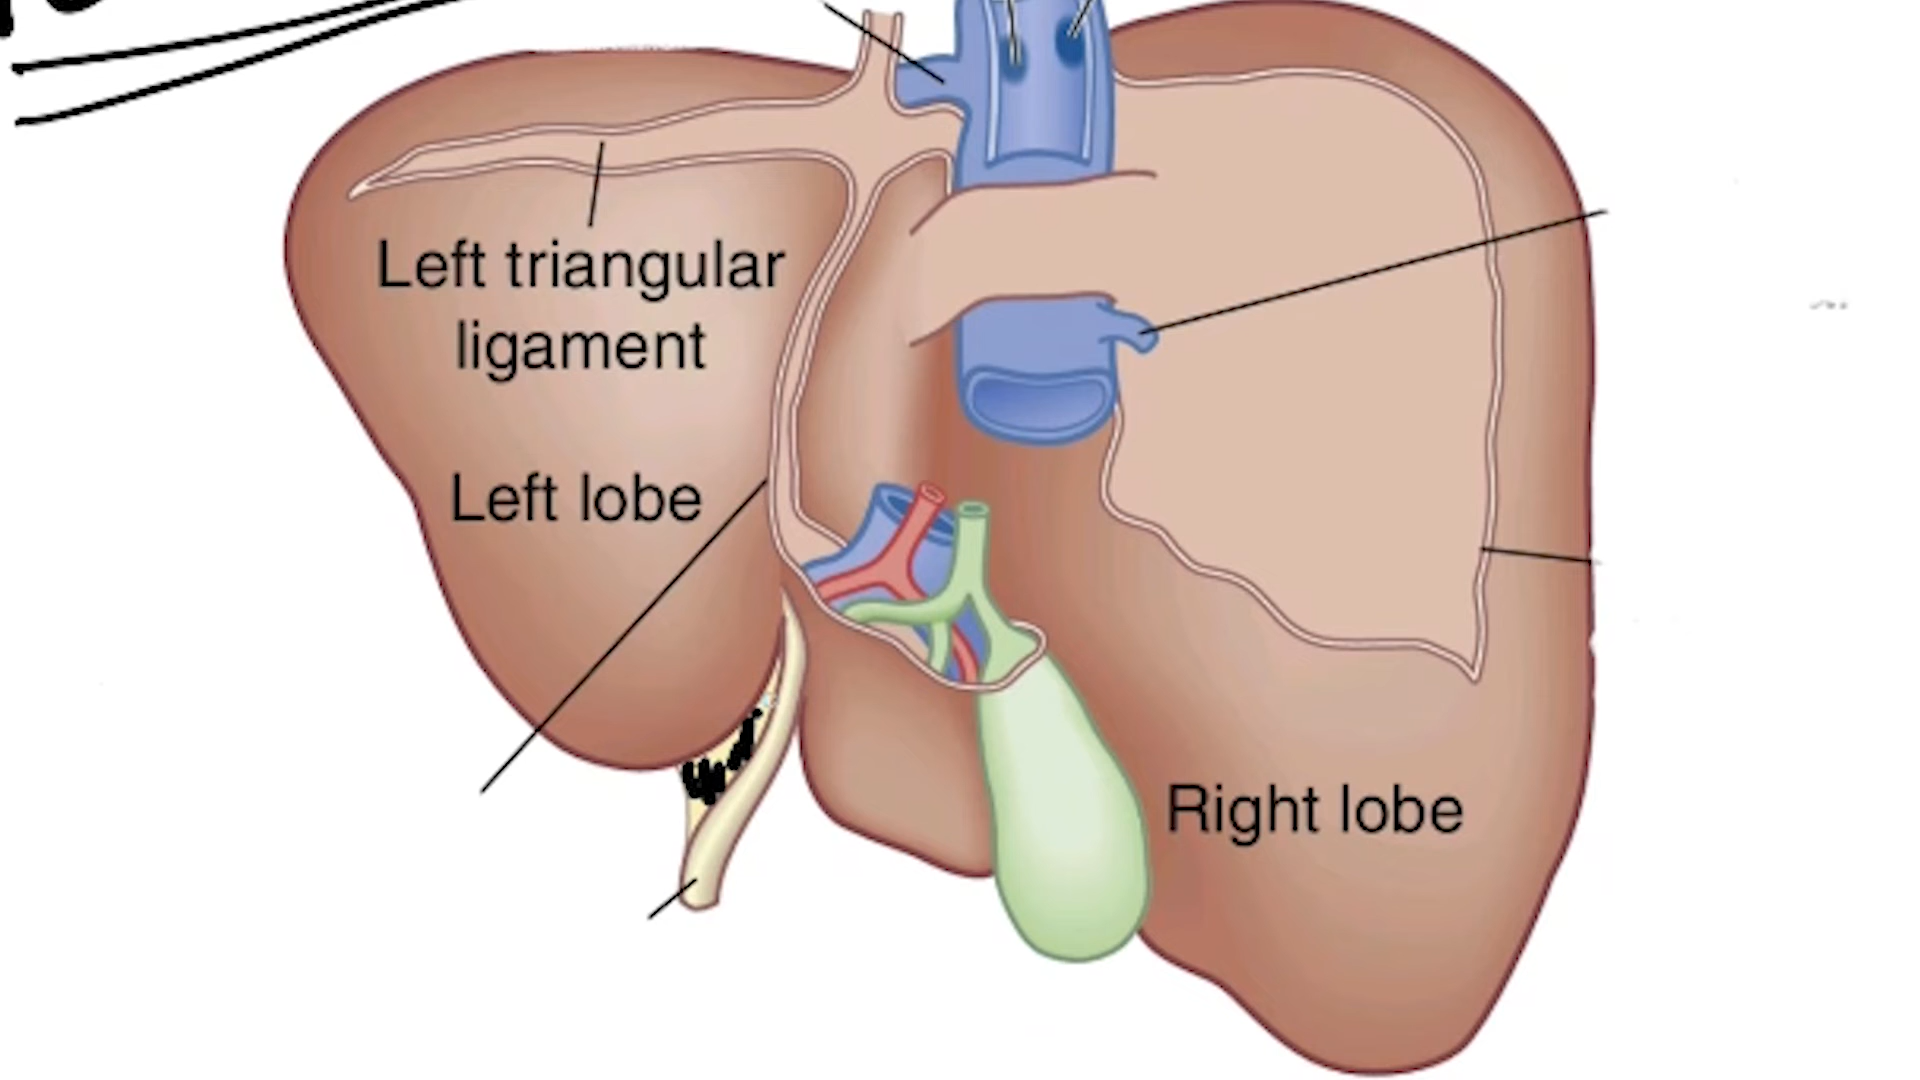 Left triangular
ligament
Left lobe
Right lobe